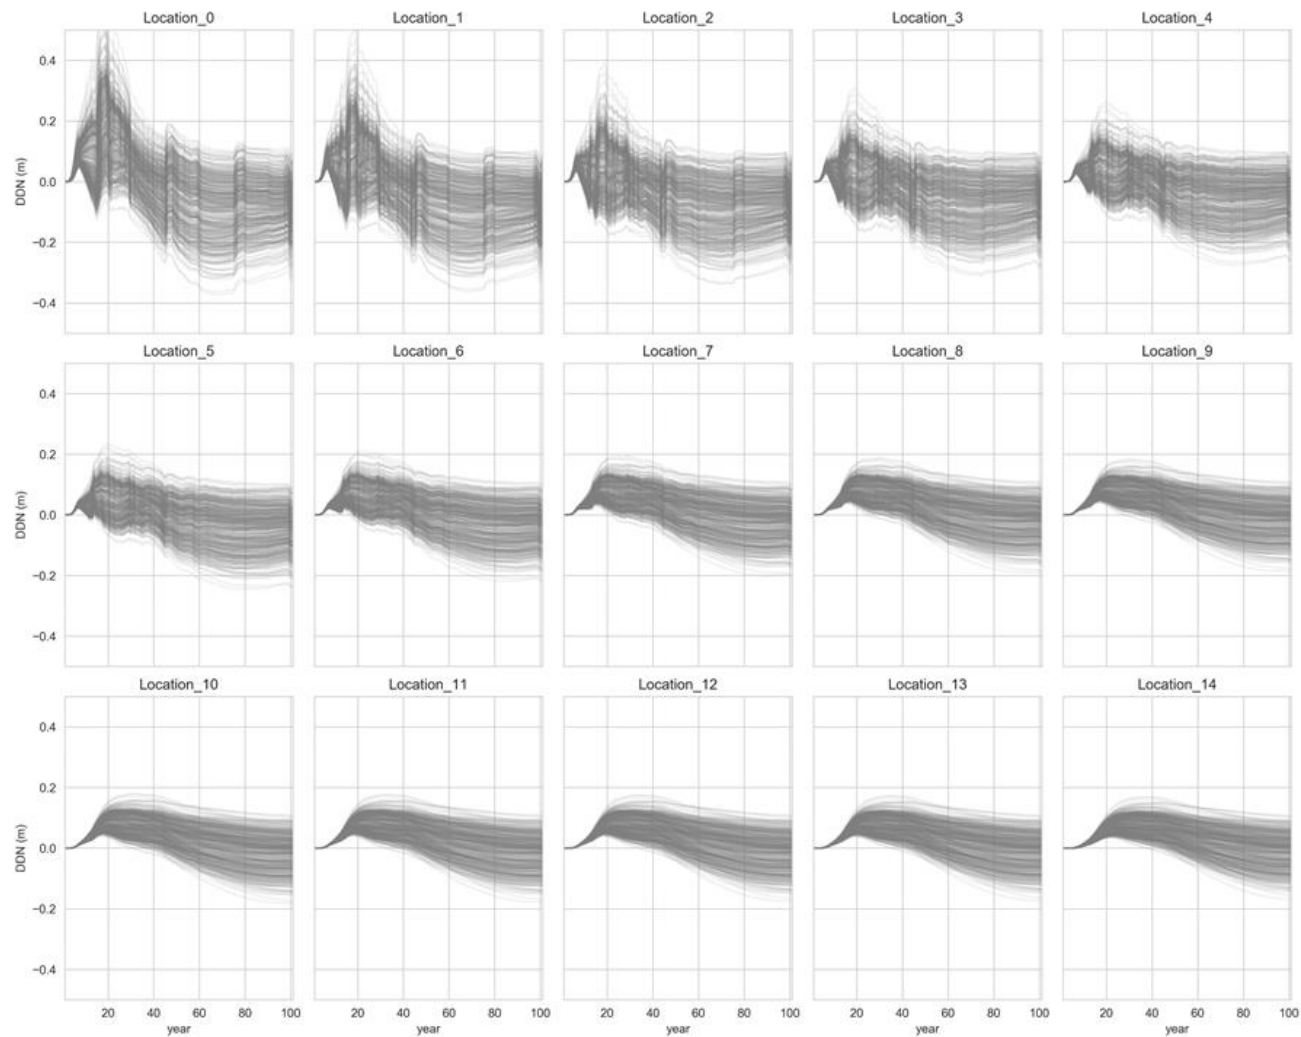 Location_0 Location_1 Location_2 Location_3 Location_4
0.4
0.2
DDN (m)
0.0
−0.2
−0.4
Location_5 Location_6 Location_7 Location_8 Location_9
0.4
0.2
DDN (m)
0.0
−0.2
−0.4
Location_10 Location_11 Location_12 Location_13 Location_14
0.4
0.2
DDN (m)
0.0
−0.2
−0.4
20 40 60 80 100 20 40 60 80 100 20 40 60 80 100 20 40 60 80 100 20 40 60 80 100
year year year year year